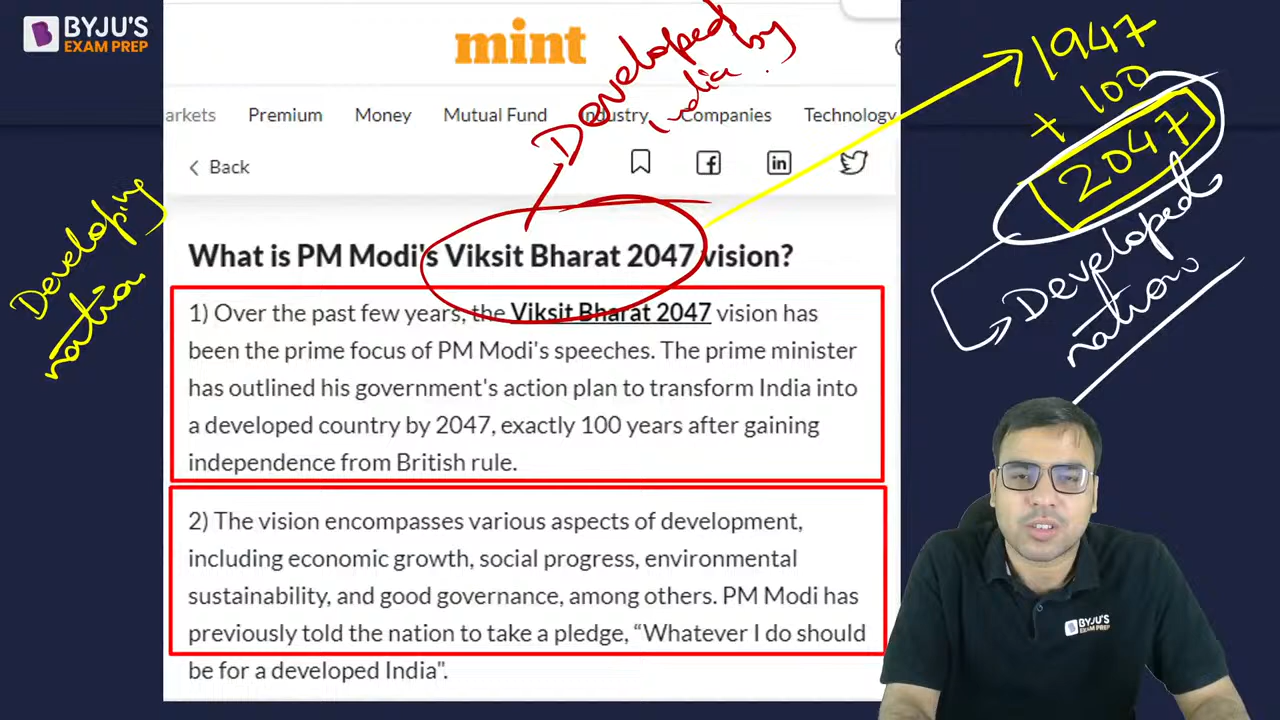 BYJU'S
EXAM PREP
mint
arkets Premium Money Mutual Fund Industry Companies Technology
Back
Developed
india by
1947
+ 100
2047
Developed
nation
Developing
nation
What is PM Modi's Viksit Bharat 2047 vision?
1) Over the past few years, the Viksit Bharat 2047 vision has
been the prime focus of PM Modi's speeches. The prime minister
has outlined his government's action plan to transform India into
a developed country by 2047, exactly 100 years after gaining
independence from British rule.
2) The vision encompasses various aspects of development,
including economic growth, social progress, environmental
sustainability, and good governance, among others. PM Modi has
previously told the nation to take a pledge, “Whatever I do should
be for a developed India".
BYJU'S
EXAM PREP